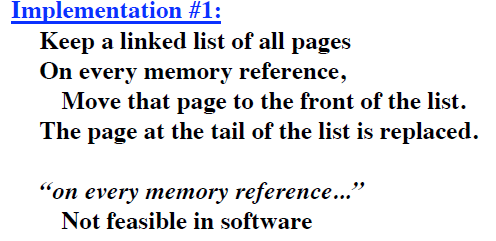 Implementation #1:
Keep a linked list of all pages
On every memory reference,
Move that page to the front of the list.
The page at the tail of the list is replaced.
“on every memory reference...”
Not feasible in software